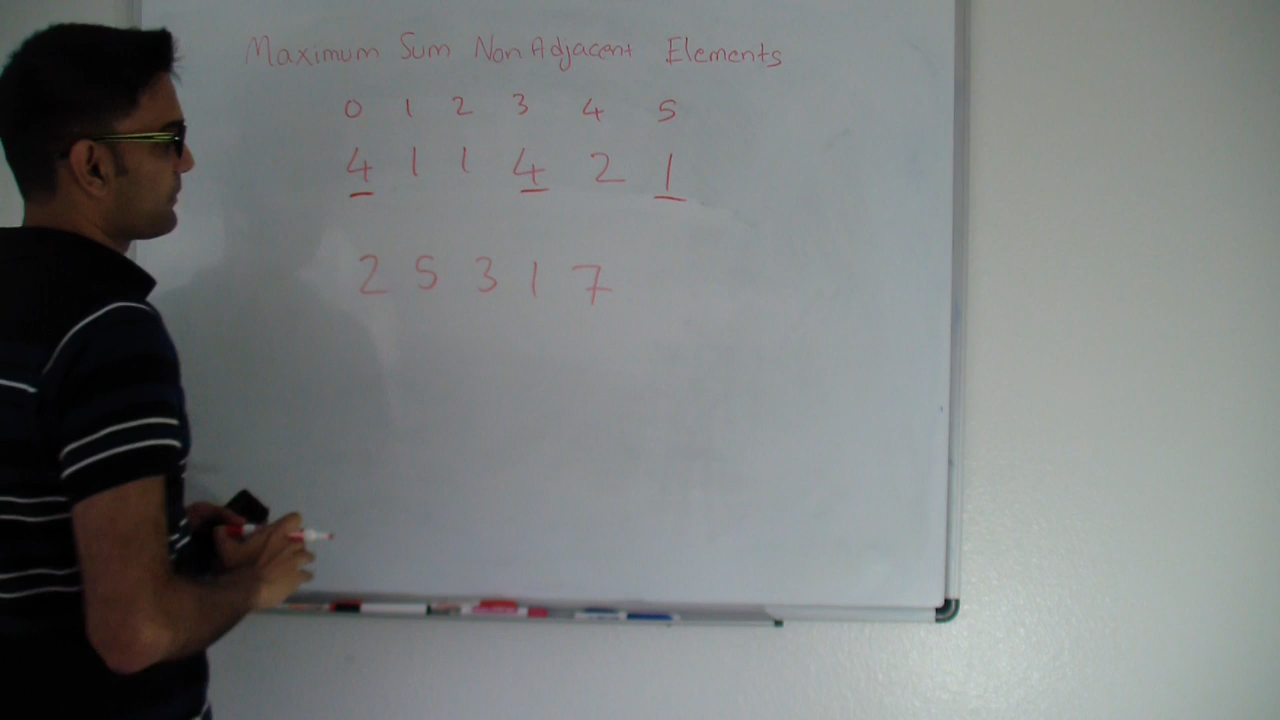 Maximum Sum Non Adjacent Elements
0 1 2 3 4 5
4 1 1 4 2 1
2 5 3 1 7